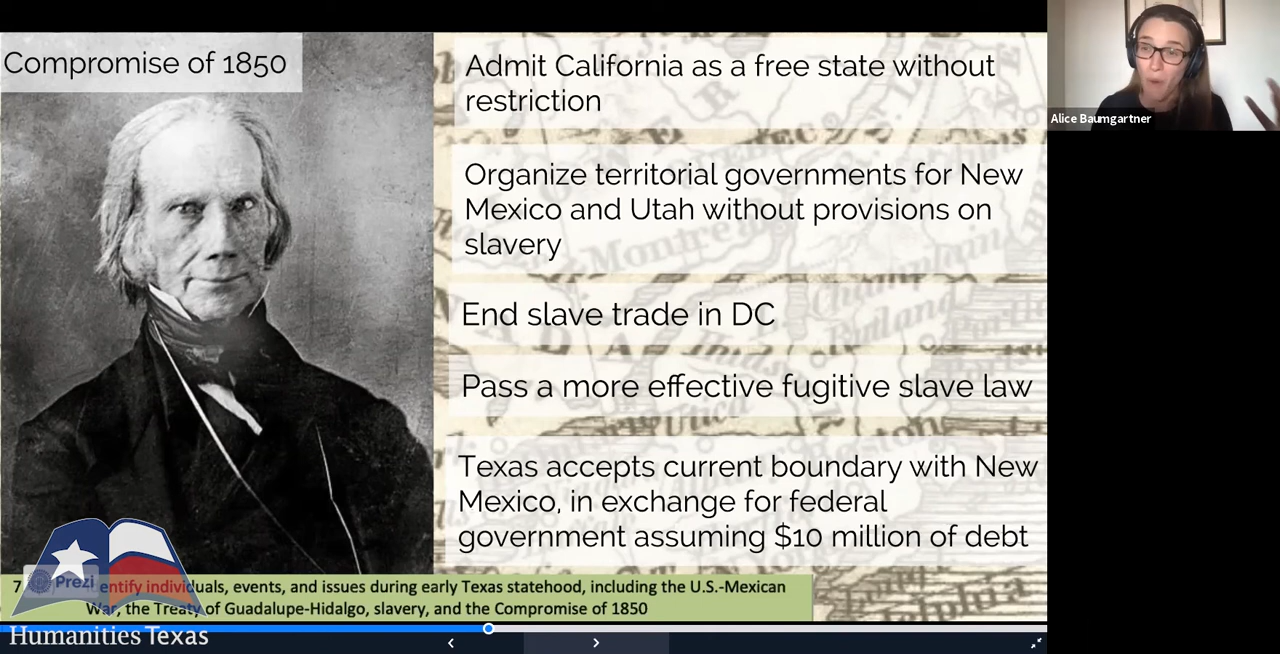 Compromise of 1850
Admit California as a free state without
restriction
Organize territorial governments for New
Mexico and Utah without provisions on
slavery
End slave trade in DC
Pass a more effective fugitive slave law
Texas accepts current boundary with New
Mexico, in exchange for federal
government assuming $10 million of debt
Alice Baumgartner
Prezi
7 entify individuals, events, and issues during early Texas statehood, including the U.S.-Mexican
War, the Treaty of Guadalupe-Hidalgo, slavery, and the Compromise of 1850
Humanities Texas